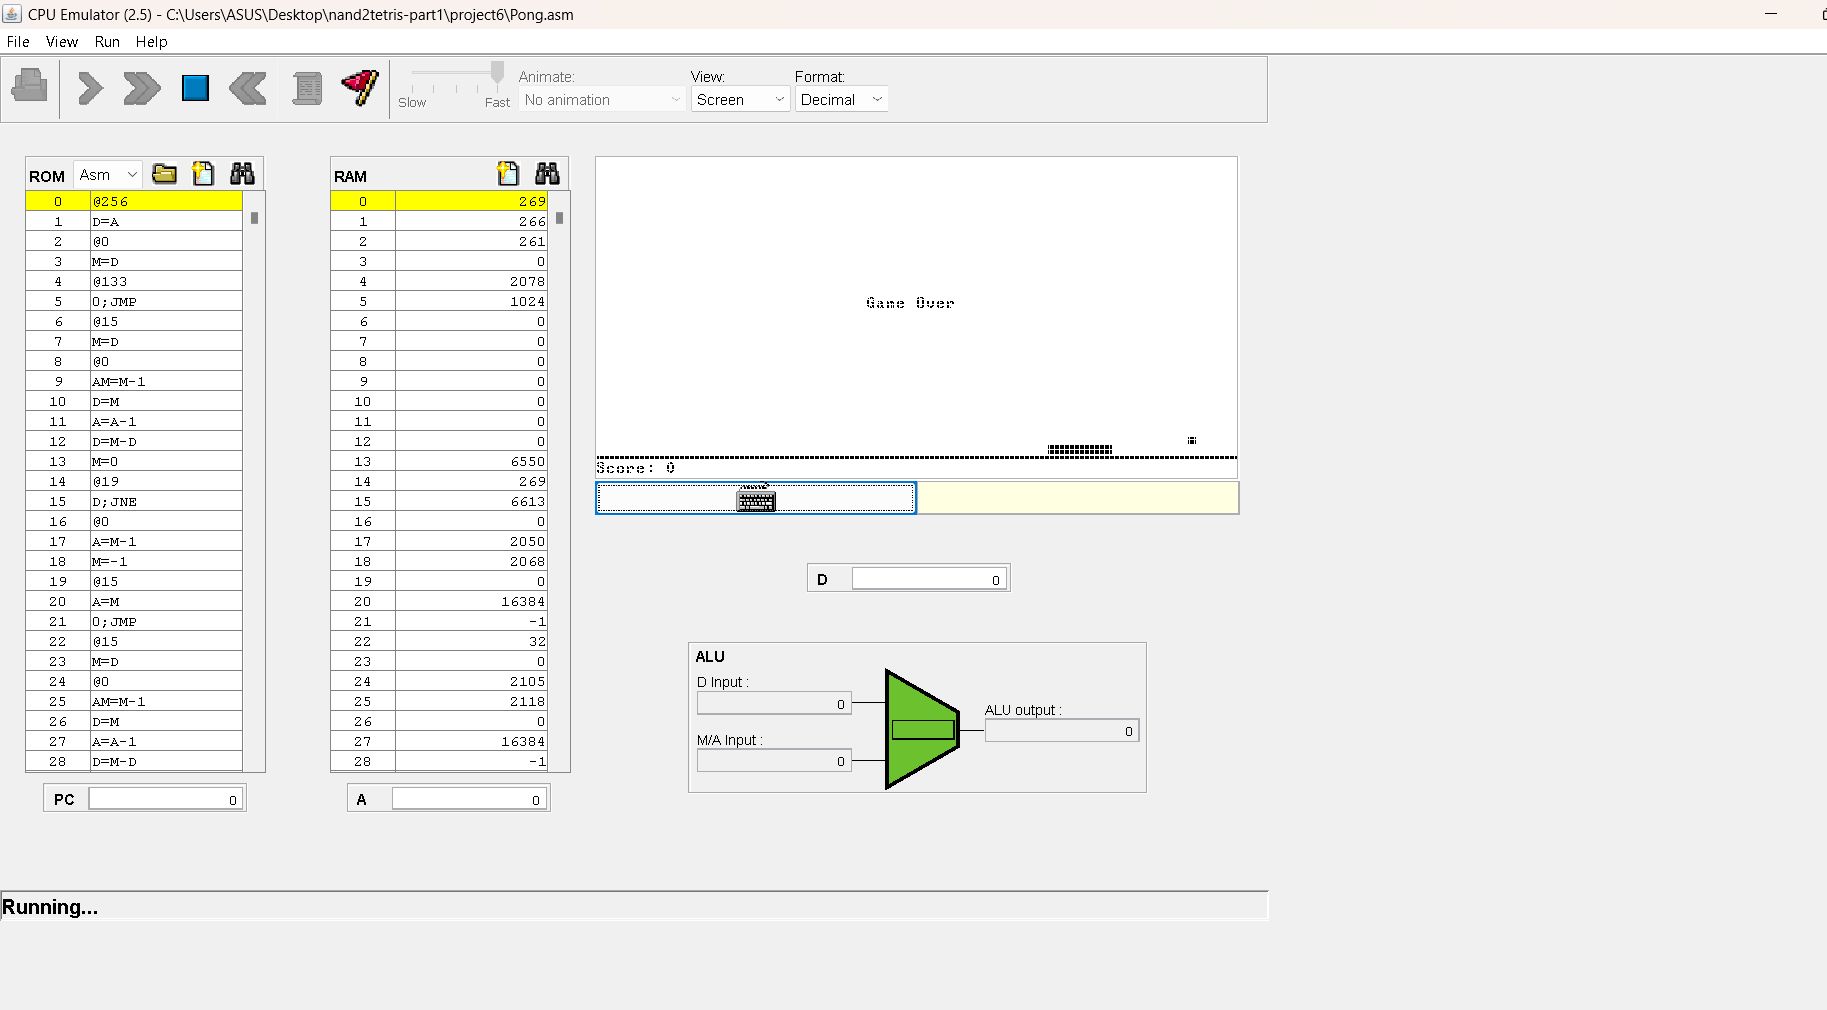 CPU Emulator (2.5) - C:\Users\ASUS\Desktop\nand2tetris-part1\project6\Pong.asm
File View Run Help
Animate: View: Format:
Slow Fast No animation Screen Decimal
ROM Asm
0 @256
1 D=A
2 @0
3 M=D
4 @133
5 0;JMP
6 @15
7 M=D
8 @0
9 AM=M-1
10 D=M
11 A=A-1
12 D=M-D
13 M=0
14 @19
15 D;JNE
16 @0
17 A=M-1
18 M=-1
19 @15
20 A=M
21 0;JMP
22 @15
23 M=D
24 @0
25 AM=M-1
26 D=M
27 A=A-1
28 D=M-D
PC 0
RAM
0 269
1 266
2 261
3 0
4 2078
5 1024
6 0
7 0
8 0
9 0
10 0
11 0
12 0
13 6550
14 269
15 6613
16 0
17 2050
18 2068
19 0
20 16384
21 -1
22 32
23 0
24 2105
25 2118
26 0
27 16384
28 -1
A 0
Game Over
Score: 0
D 0
ALU
D Input :
0
M/A Input :
0
ALU output :
0
Running...